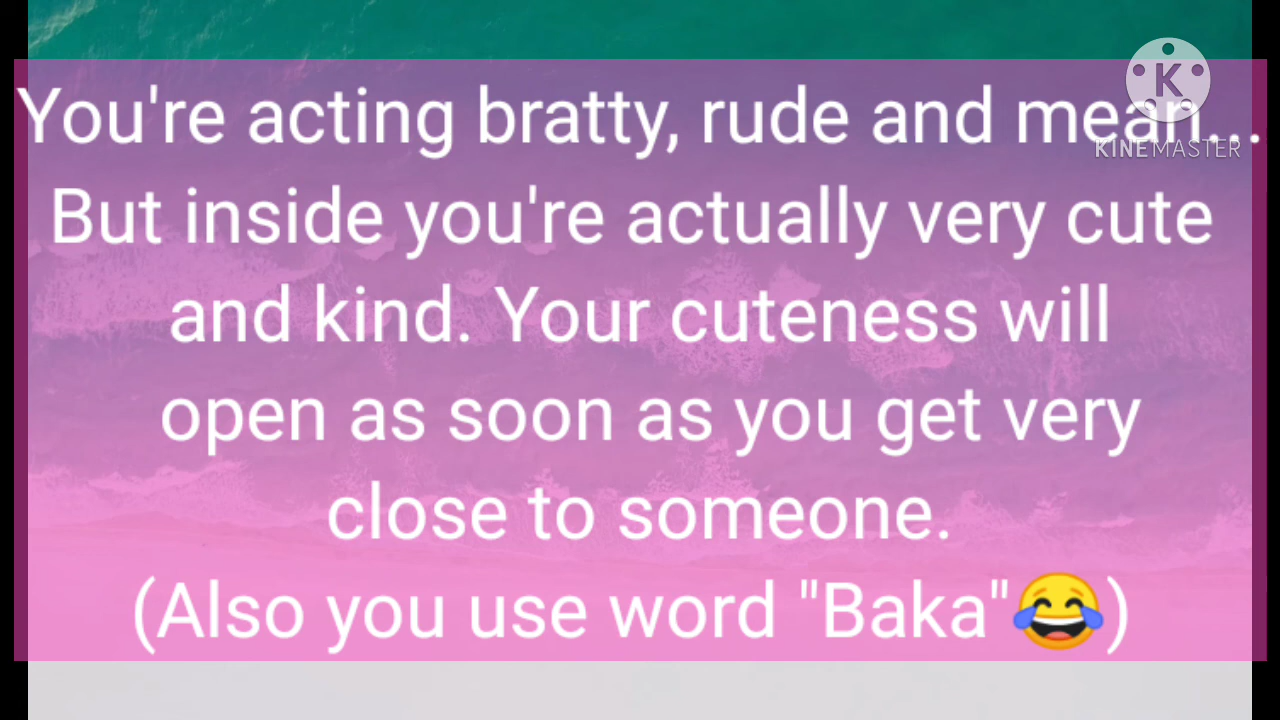 You're acting bratty, rude and mean...
But inside you're actually very cute
and kind. Your cuteness will
open as soon as you get very
close to someone.
(Also you use word "Baka"😂)
K
KINEMASTER